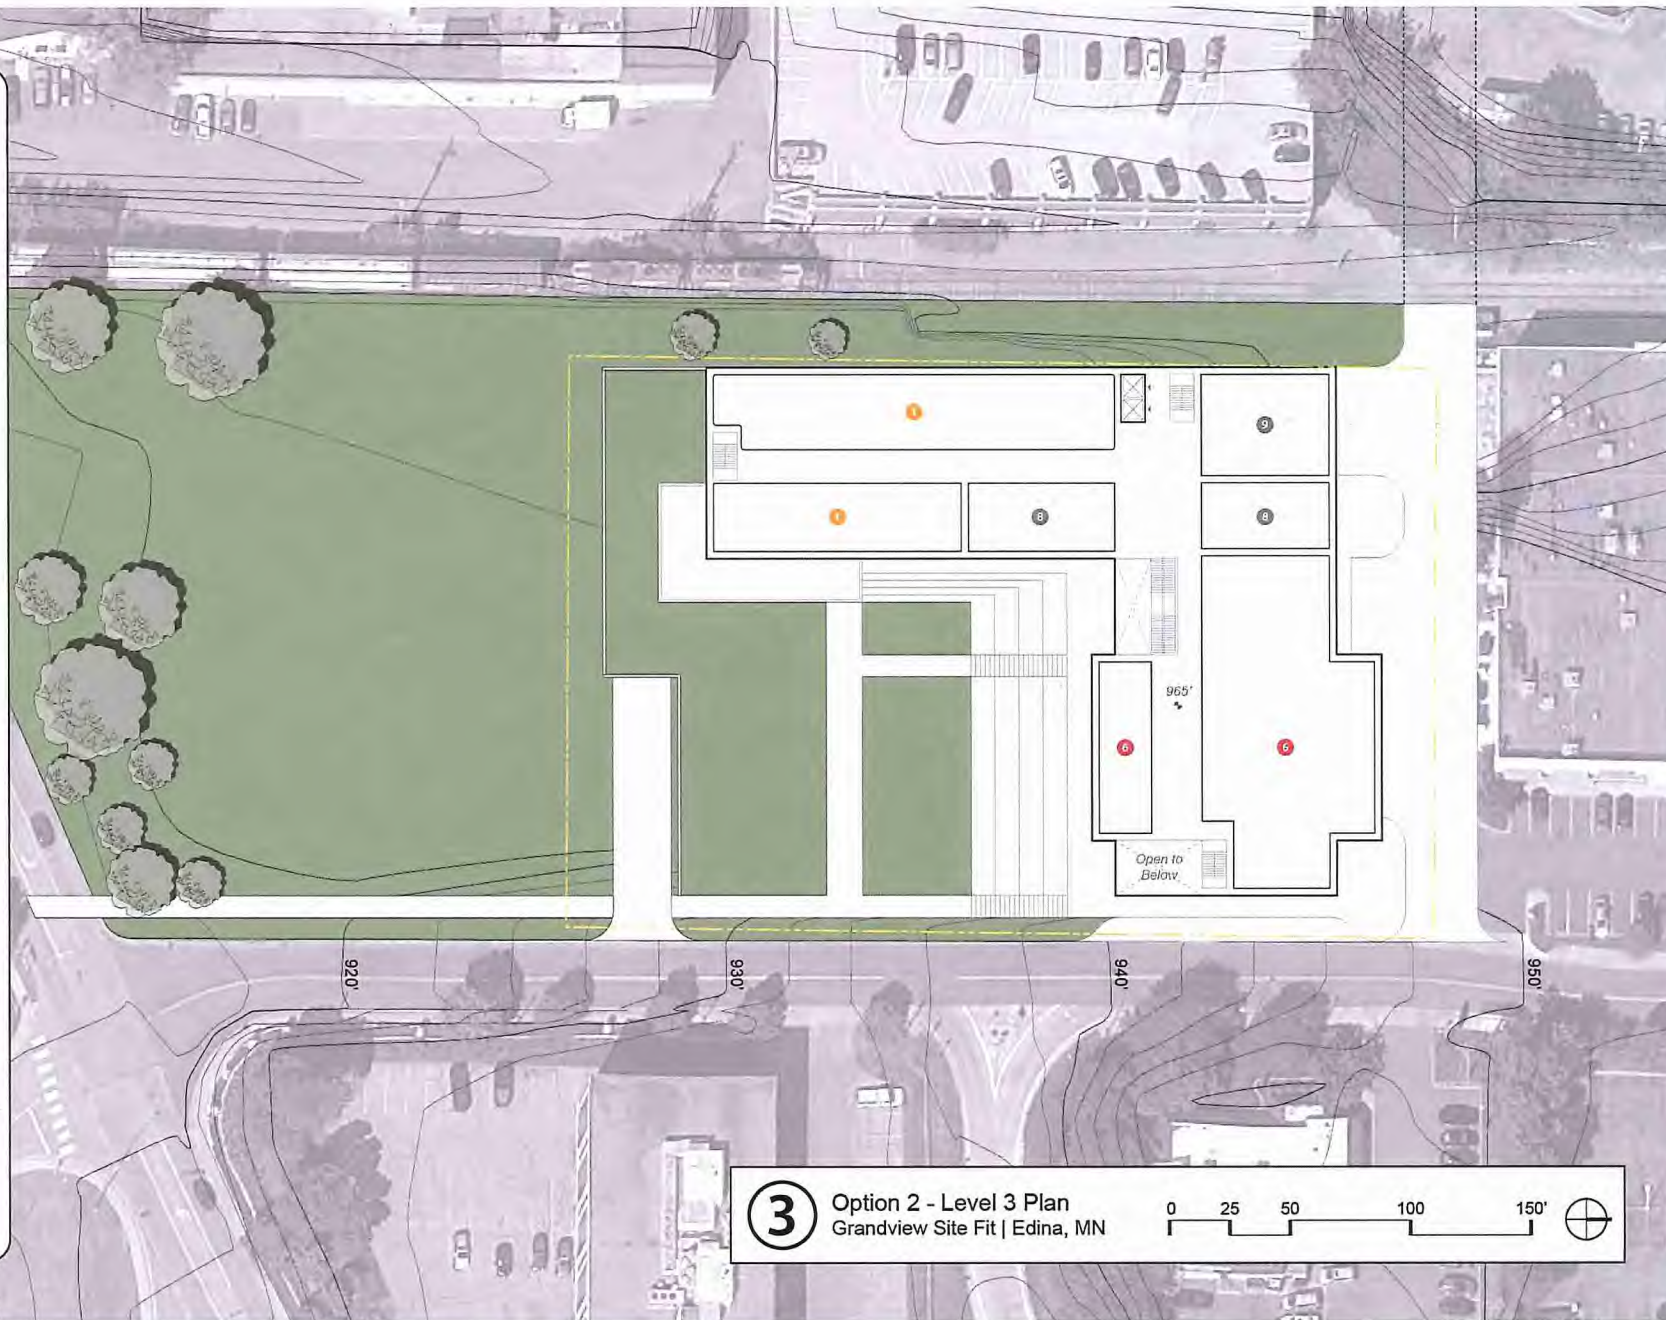 1
9
1
8
8
965'
6
6
Open to
Below
920'
930'
940'
950'
3
Option 2 - Level 3 Plan
Grandview Site Fit | Edina, MN
0 25 50 100 150'